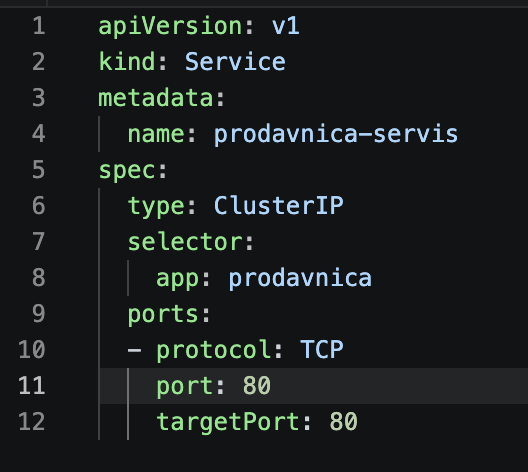 1 apiVersion: v1
2 kind: Service
3 metadata:
4   name: prodavnica-servis
5 spec:
6   type: ClusterIP
7   selector:
8     app: prodavnica
9   ports:
10   - protocol: TCP
11     port: 80
12     targetPort: 80